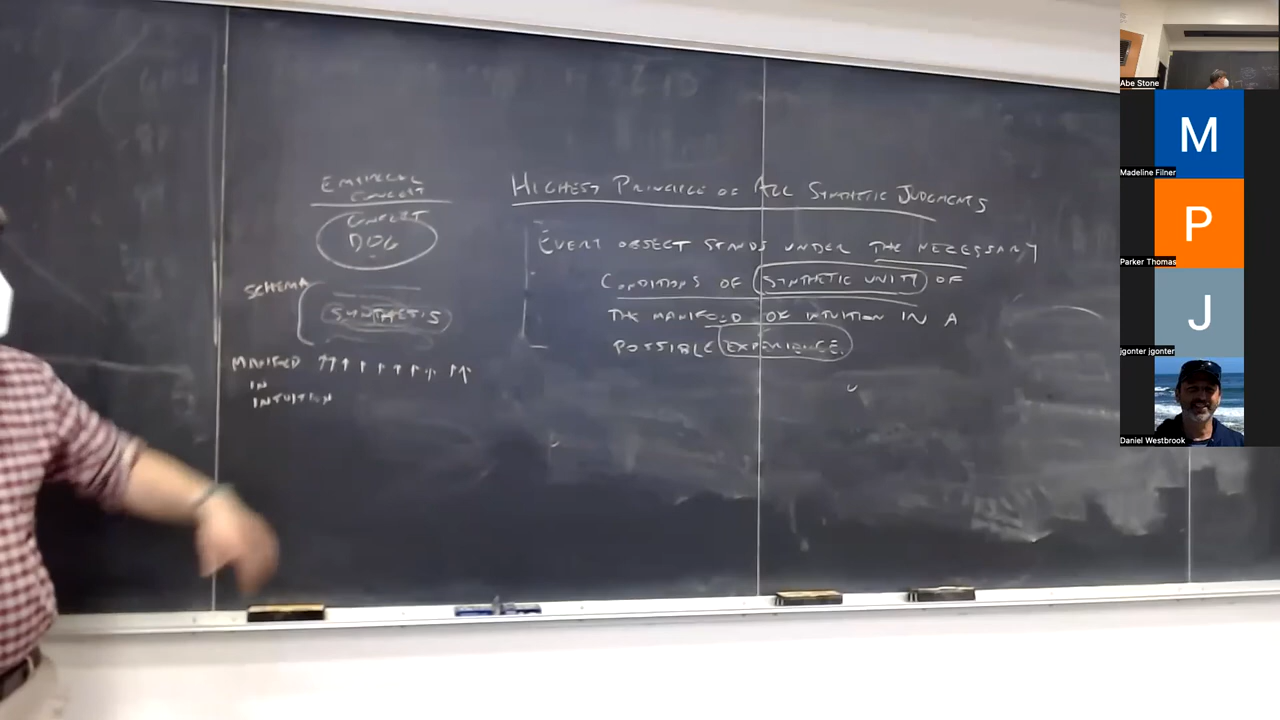 EMPIRICAL
CONCEPT
CONCEPT
DOG
SCHEMA
SYNTHESIS
MANIFOLD
IN
INTUITION
HIGHEST PRINCIPLE OF ALL SYNTHETIC JUDGMENTS
EVERY OBJECT STANDS UNDER THE NECESSARY
CONDITIONS OF SYNTHETIC UNITY OF
THE MANIFOLD OF INTUITION IN A
POSSIBLE EXPERIENCE.
Abe Stone
M
Madeline Filner
P
Parker Thomas
J
jgonter jgonter
Daniel Westbrook